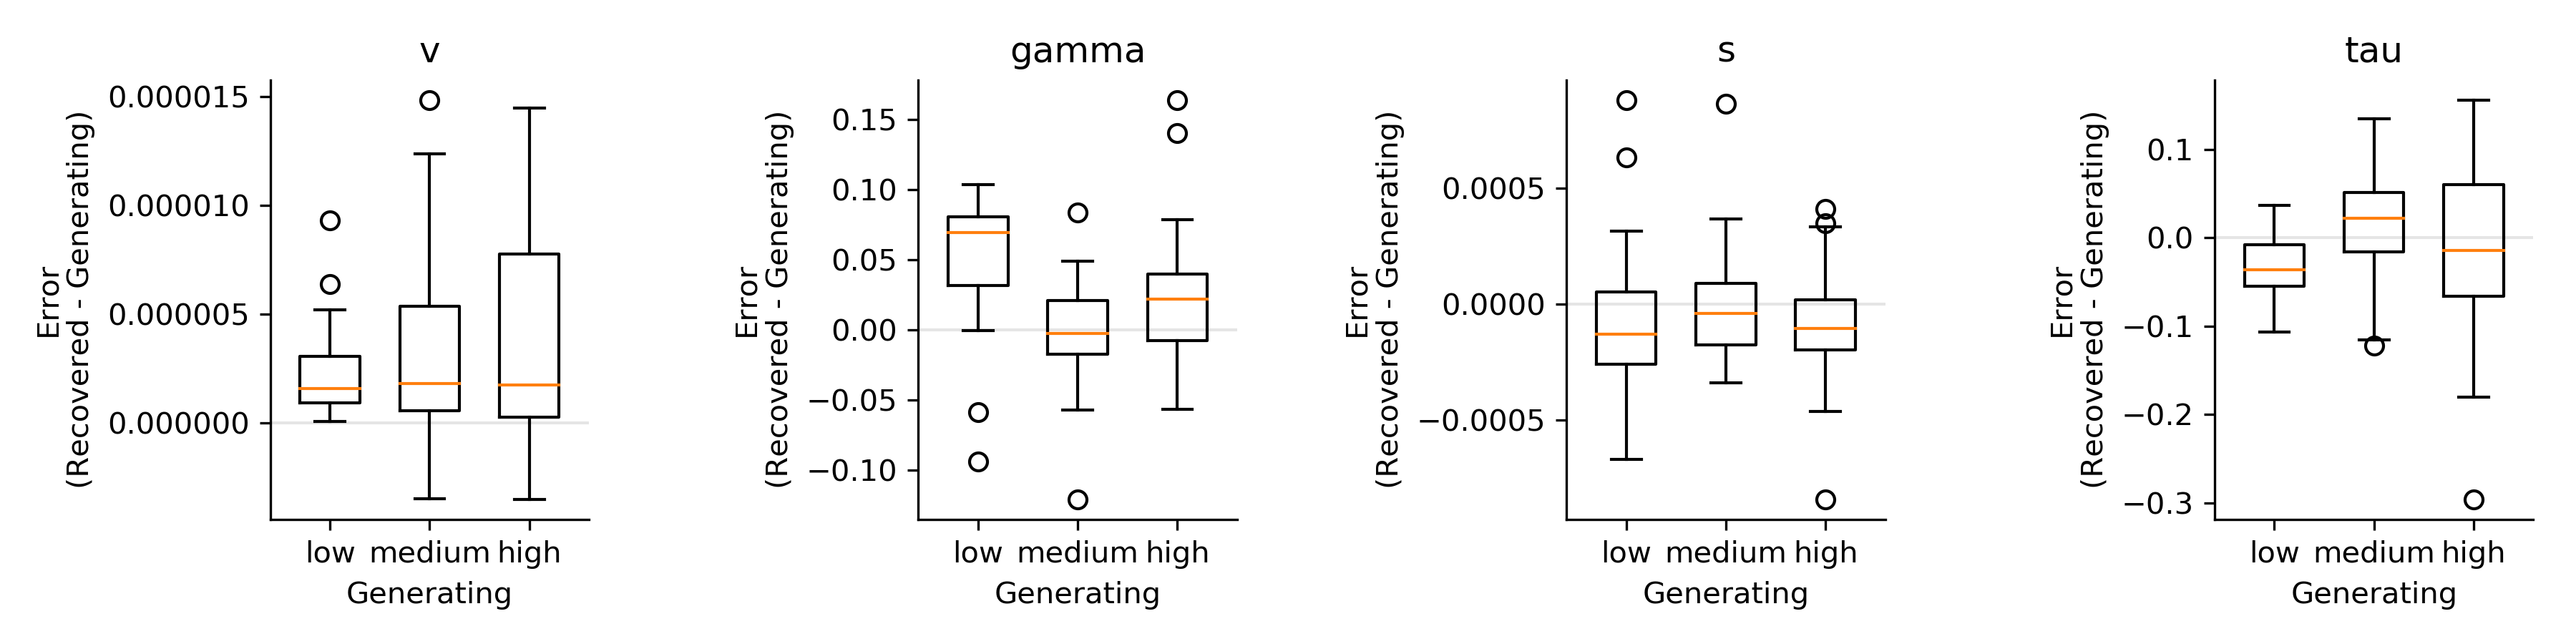 v
Error
(Recovered - Generating)
0.000015
0.000010
0.000005
0.000000
low medium high
Generating
gamma
Error
(Recovered - Generating)
0.15
0.10
0.05
0.00
−0.05
−0.10
low medium high
Generating
s
Error
(Recovered - Generating)
0.0005
0.0000
−0.0005
low medium high
Generating
tau
Error
(Recovered - Generating)
0.1
0.0
−0.1
−0.2
−0.3
low medium high
Generating